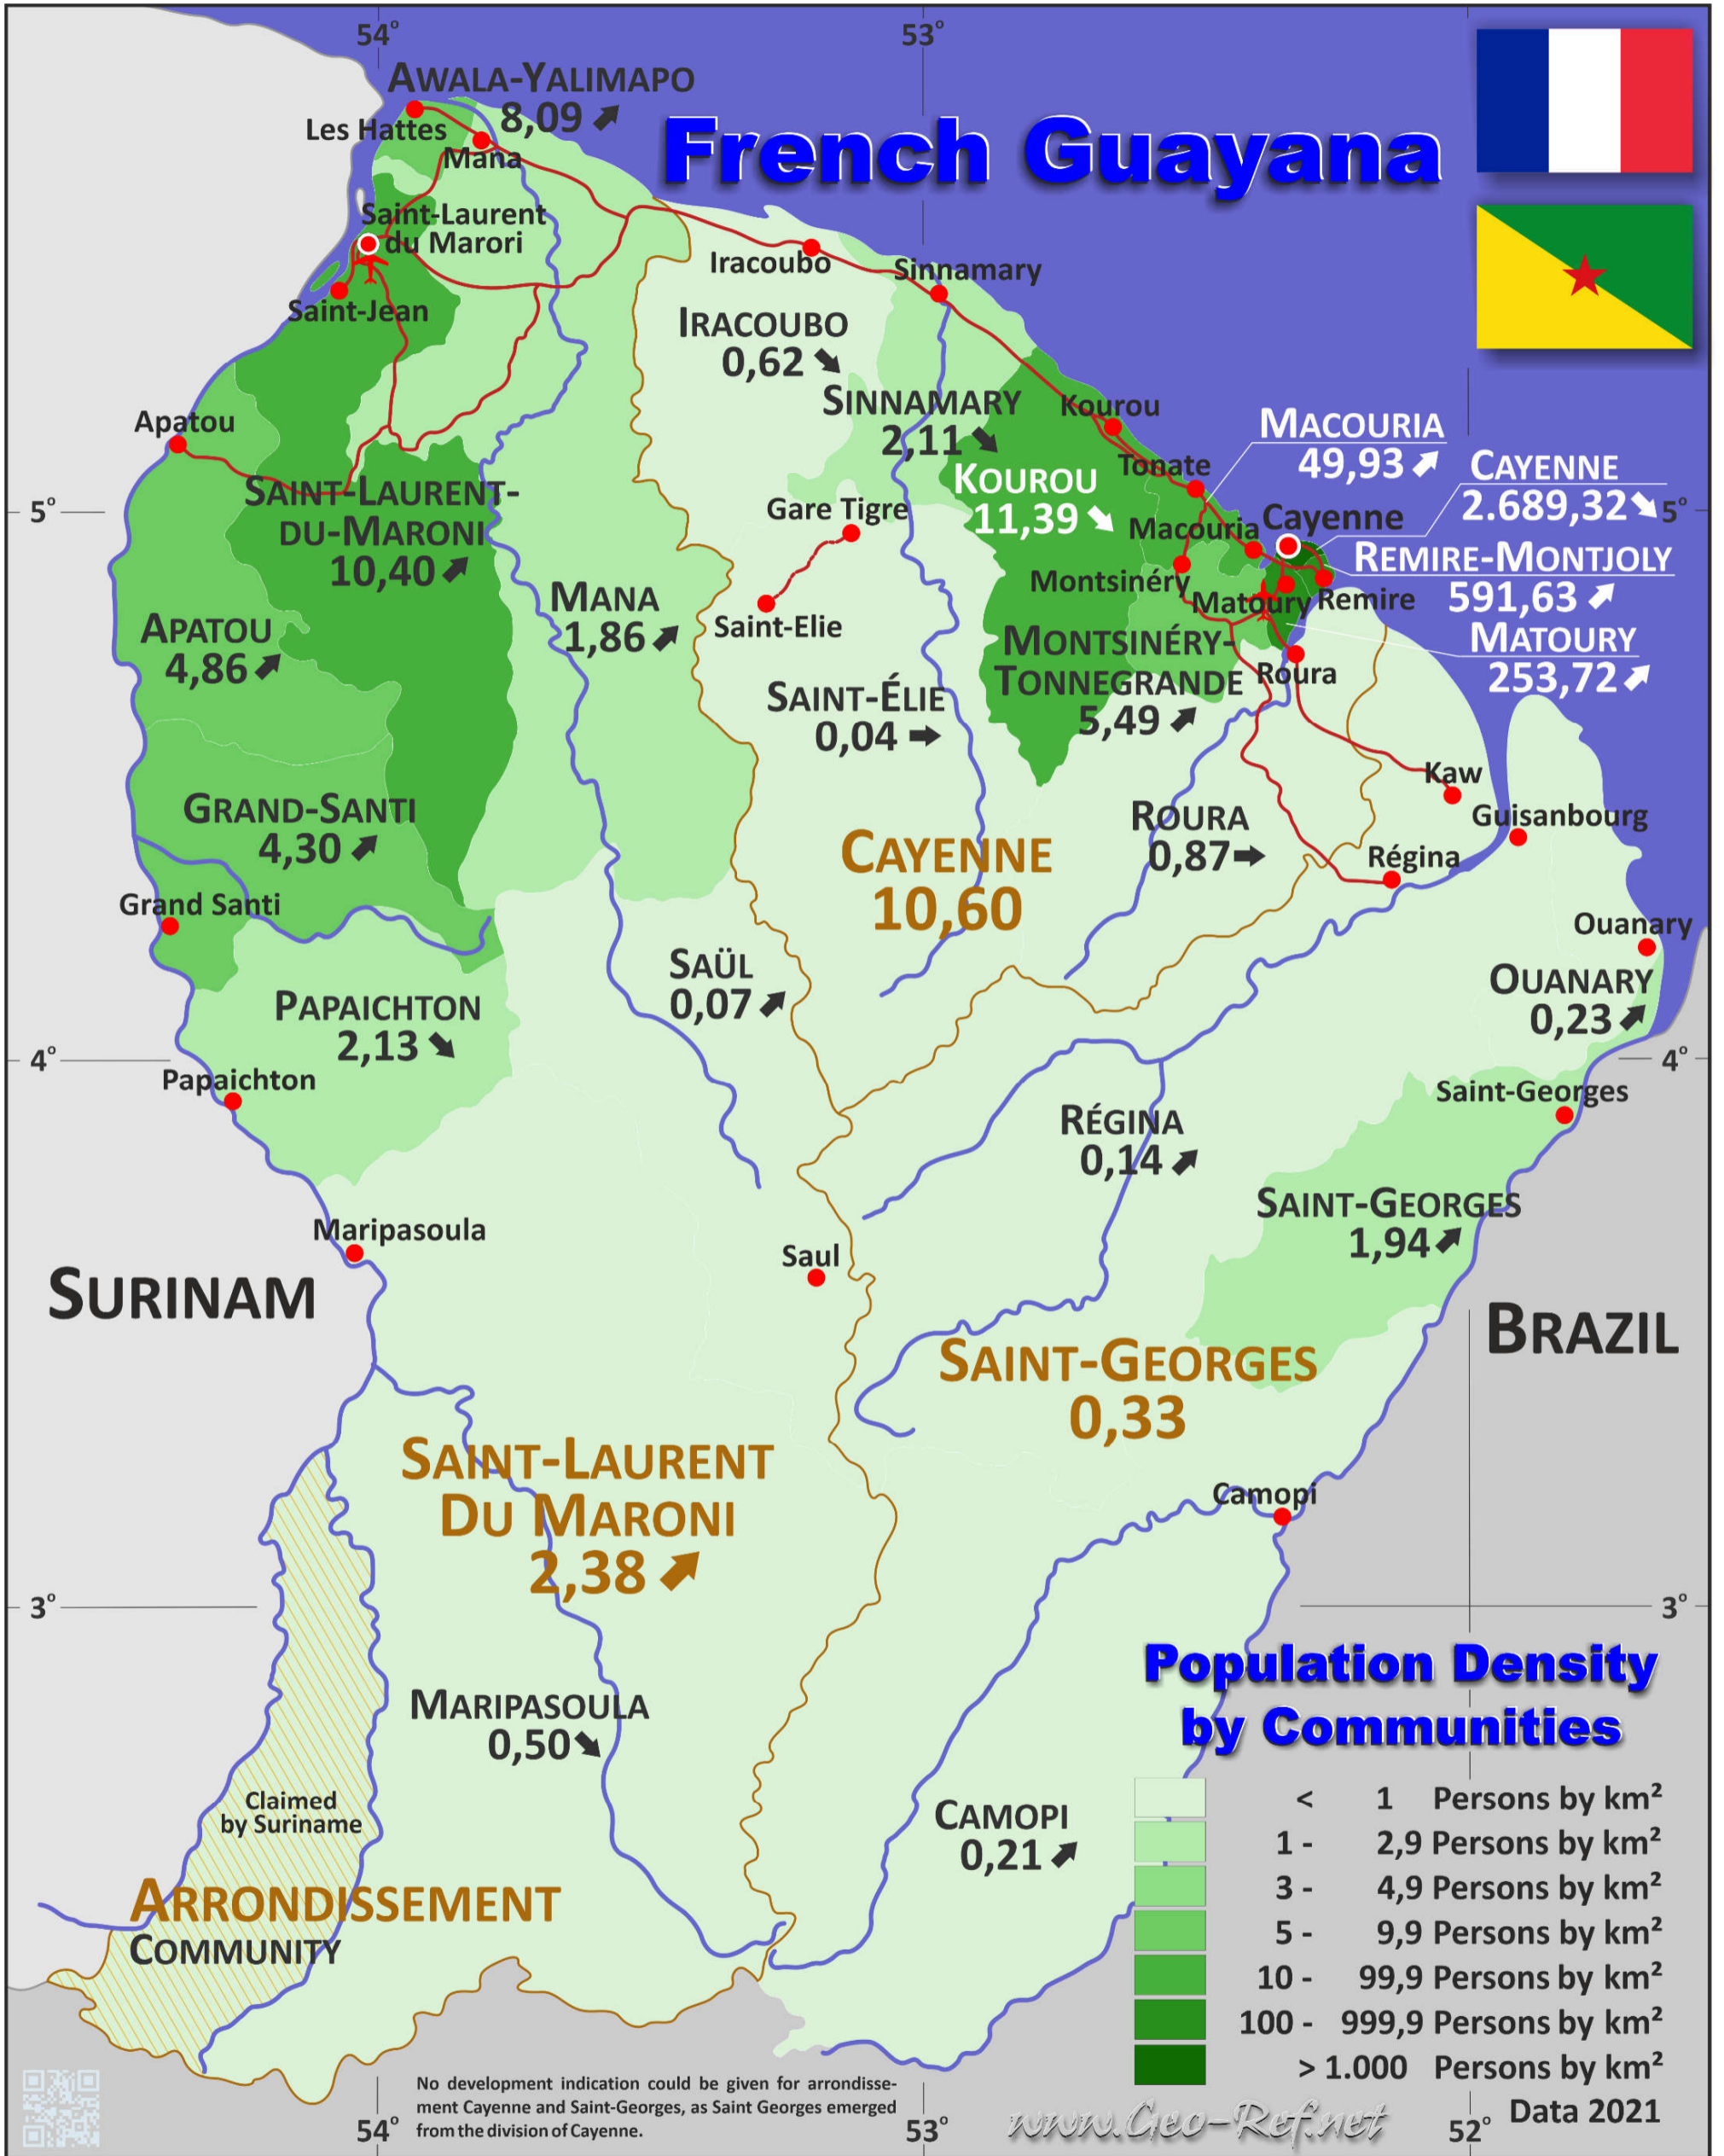 54°
53°
French Guayana
AWALA-YALIMAPO
8,09
Les Hattes
Mana
Saint-Laurent
du Marori
Saint-Jean
Iracoubo
Sinnamary
IRACOUBO
0,62
SINNAMARY
2,11
Kourou
MACOURIA
49,93
Apatou
Tonate
CAYENNE
2.689,32
KOUROU
11,39
5°
5°
SAINT-LAURENT-
DU-MARONI
10,40
Gare Tigre
Macouria
Cayenne
REMIRE-MONTJOLY
591,63
Montsinéry
Matoury
Remire
MANA
1,86
Saint-Elie
APATOU
4,86
MATOURY
253,72
MONTSINÉRY-
TONNEGRANDE
5,49
Roura
SAINT-ÉLIE
0,04
Kaw
GRAND-SANTI
4,30
ROURA
0,87
Guisanbourg
CAYENNE
10,60
Régina
Grand Santi
Ouanary
SAÜL
0,07
OUANARY
0,23
PAPAICHTON
2,13
4°
4°
Papaichton
Saint-Georges
RÉGINA
0,14
SAINT-GEORGES
1,94
Maripasoula
Saul
SURINAM
BRAZIL
SAINT-GEORGES
0,33
SAINT-LAURENT
DU MARONI
2,38
Camopi
3°
3°
Population Density
by Communities
MARIPASOULA
0,50
Claimed
by Suriname
CAMOPI
0,21
< 1 Persons by km²
1 - 2,9 Persons by km²
3 - 4,9 Persons by km²
5 - 9,9 Persons by km²
10 - 99,9 Persons by km²
100 - 999,9 Persons by km²
> 1.000 Persons by km²
ARRONDISSEMENT
COMMUNITY
No development indication could be given for arrondisse-
ment Cayenne and Saint-Georges, as Saint Georges emerged
from the division of Cayenne.
54°
53°
www.Geo-Ref.net
52°
Data 2021